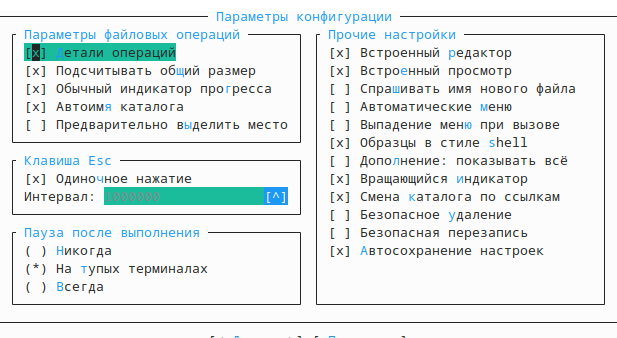 Параметры конфигурации
Параметры файловых операций
[x] Детали операций
[x] Подсчитывать общий размер
[x] Обычный индикатор прогресса
[x] Автоимя каталога
[ ] Предварительно выделить место
Клавиша Esc
[x] Одиночное нажатие
Интервал: 1000000 [^]
Пауза после выполнения
( ) Никогда
(*) На тупых терминалах
( ) Всегда
Прочие настройки
[x] Встроенный редактор
[x] Встроенный просмотр
[ ] Спрашивать имя нового файла
[ ] Автоматические меню
[ ] Выпадение меню при вызове
[x] Образцы в стиле shell
[ ] Дополнение: показывать всё
[x] Вращающийся индикатор
[x] Смена каталога по ссылкам
[ ] Безопасное удаление
[ ] Безопасная перезапись
[x] Автосохранение настроек